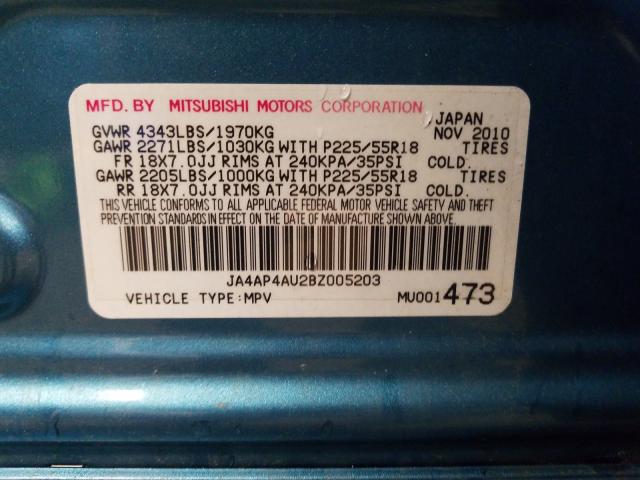 MFD. BY MITSUBISHI MOTORS CORPORATION
JAPAN
GVWR 4343LBS/1970KG NOV 2010
GAWR 2271LBS/1030KG WITH P225/55R18 TIRES
FR 18X7.0JJ RIMS AT 240KPA/35PSI COLD.
GAWR 2205LBS/1000KG WITH P225/55R18 TIRES
RR 18X7.0JJ RIMS AT 240KPA/35PSI COLD.
THIS VEHICLE CONFORMS TO ALL APPLICABLE FEDERAL MOTOR VEHICLE SAFETY AND THEFT
PREVENTION STANDARDS IN EFFECT ON THE DATE OF MANUFACTURE SHOWN ABOVE.
JA4AP4AU2BZ005203
VEHICLE TYPE:MPV MU001473